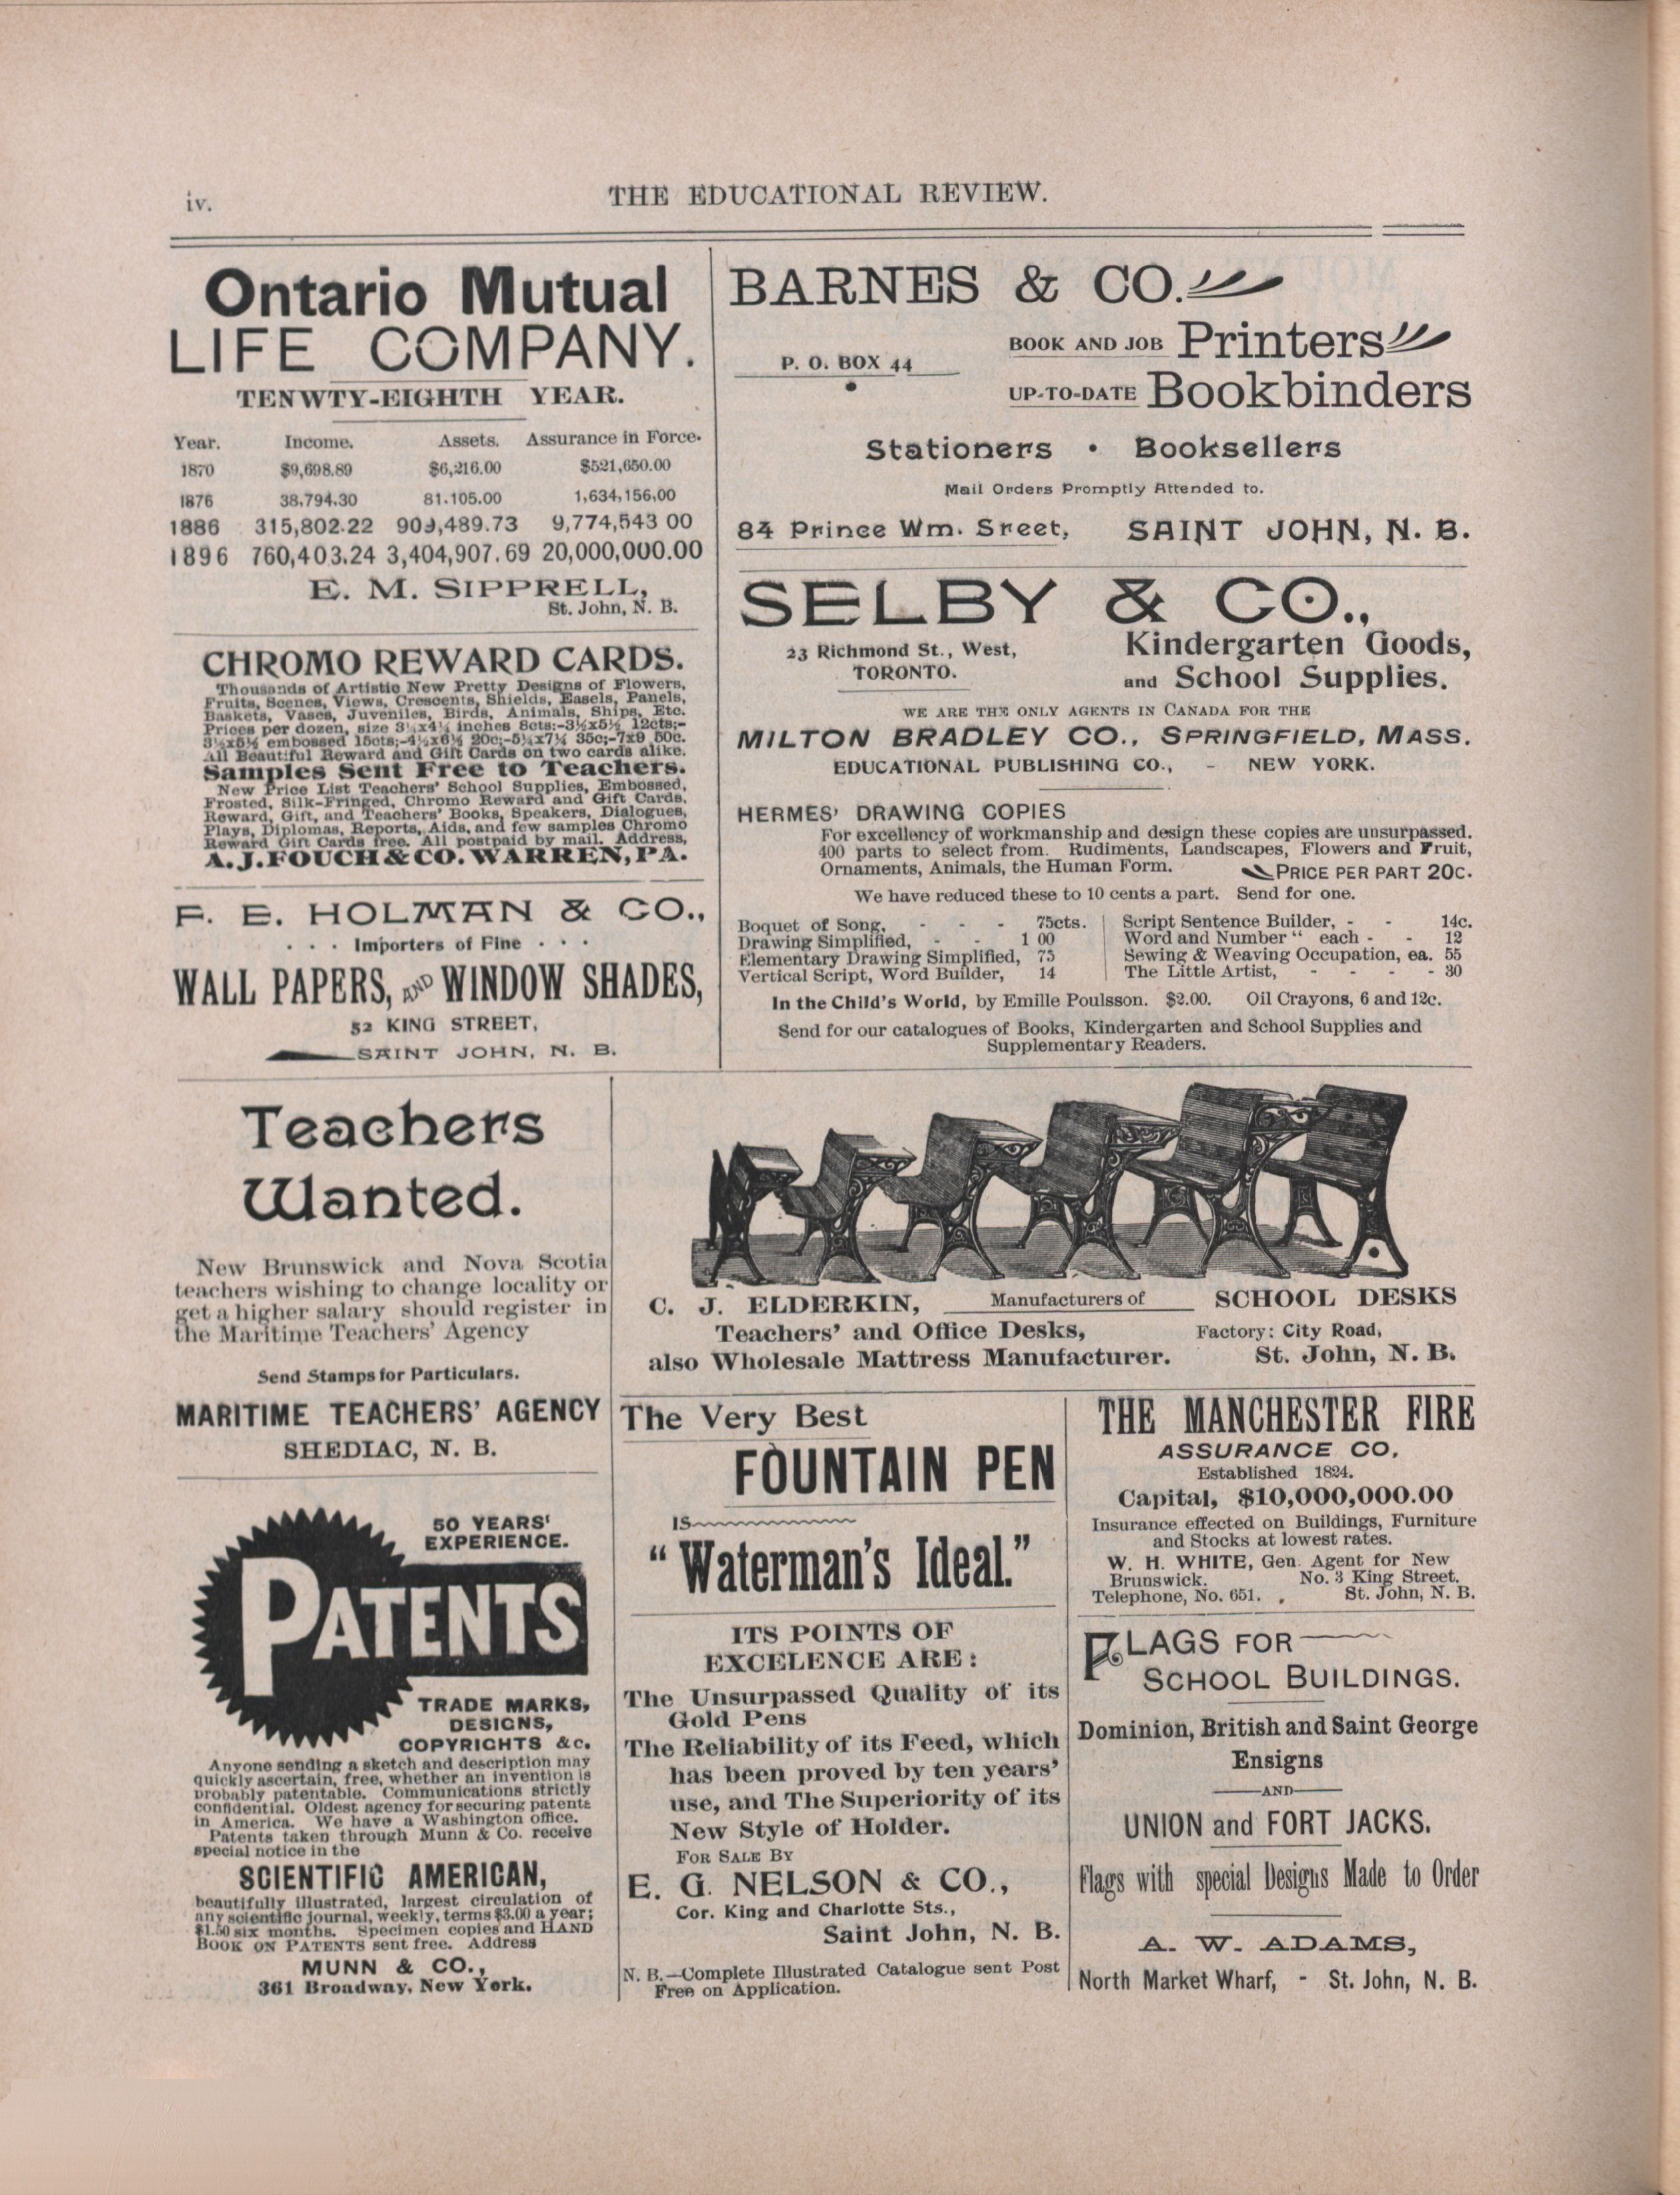 iv.
THE EDUCATIONAL REVIEW.
Ontario Mutual
LIFE COMPANY.
TENWTY-EIGHTH YEAR.
Year. Income. Assets. Assurance in Force.
1870 $9,698.89 $6,216.00 $521,650.00
1876 38,794.30 81.105.00 1,634,156,00
1886 315,802.22 909,489.73 9,774,543 00
1896 760,403.24 3,404,907.69 20,000,000.00
E. M. SIPPRELL,
St. John, N. B.
CHROMO REWARD CARDS.
Thousands of Artistic New Pretty Designs of Flowers,
Fruits, Scenes, Views, Crescents, Shields, Easels, Panels,
Baskets, Vases, Juveniles, Birds, Animals, Ships, Etc.
Prices per dozen, size 3½x4½ inches 8cts;-3½x5½ 12cts;-
3½x5½ embossed 15cts;-4½x6½ 20c;-5½x7½ 35c;-7x9 50c.
All Beautiful Reward and Gift Cards on two cards alike.
Samples Sent Free to Teachers.
New Price List Teachers' School Supplies, Embossed,
Frosted, Silk-Fringed, Chromo Reward and Gift Cards,
Reward, Gift, and Teachers' Books, Speakers, Dialogues,
Plays, Diplomas, Reports, Aids, and few samples Chromo
Reward Gift Cards free. All postpaid by mail. Address,
A. J. FOUCH & CO. WARREN, PA.
F. E. HOLMAN & CO.,
. . . Importers of Fine . . .
WALL PAPERS, AND WINDOW SHADES,
52 KING STREET,
SAINT JOHN, N. B.
BARNES & CO.
P. O. BOX 44
BOOK AND JOB Printers
UP-TO-DATE Bookbinders
Stationers • Booksellers
Mail Orders Promptly Attended to.
84 Prince Wm. Sreet, SAINT JOHN, N. B.
SELBY & CO.,
23 Richmond St., West,
TORONTO.
Kindergarten Goods,
and School Supplies.
WE ARE THE ONLY AGENTS IN CANADA FOR THE
MILTON BRADLEY CO., SPRINGFIELD, MASS.
EDUCATIONAL PUBLISHING CO., - NEW YORK.
HERMES' DRAWING COPIES
For excellency of workmanship and design these copies are unsurpassed.
400 parts to select from. Rudiments, Landscapes, Flowers and Fruit,
Ornaments, Animals, the Human Form. PRICE PER PART 20C.
We have reduced these to 10 cents a part. Send for one.
Boquet of Song, - - - 75cts.
Drawing Simplified, - - 1 00
Elementary Drawing Simplified, 75
Vertical Script, Word Builder, 14
Script Sentence Builder, - - 14c.
Word and Number " each - - 12
Sewing & Weaving Occupation, ea. 55
The Little Artist, - - - - 30
In the Child's World, by Emille Poulsson. $2.00. Oil Crayons, 6 and 12c.
Send for our catalogues of Books, Kindergarten and School Supplies and
Supplementary Readers.
Teachers
Wanted.
New Brunswick and Nova Scotia
teachers wishing to change locality or
get a higher salary should register in
the Maritime Teachers' Agency
Send Stamps for Particulars.
MARITIME TEACHERS' AGENCY
SHEDIAC, N. B.
C. J. ELDERKIN, Manufacturers of SCHOOL DESKS
Teachers' and Office Desks, Factory: City Road,
also Wholesale Mattress Manufacturer. St. John, N. B.
50 YEARS'
EXPERIENCE.
PATENTS
TRADE MARKS,
DESIGNS,
COPYRIGHTS &c.
Anyone sending a sketch and description may
quickly ascertain, free, whether an invention is
probably patentable. Communications strictly
confidential. Oldest agency for securing patents
in America. We have a Washington office.
Patents taken through Munn & Co. receive
special notice in the
SCIENTIFIC AMERICAN,
beautifully illustrated, largest circulation of
any scientific journal, weekly, terms $3.00 a year;
$1.50 six months. Specimen copies and HAND
BOOK ON PATENTS sent free. Address
MUNN & CO.,
361 Broadway, New York.
The Very Best
FOUNTAIN PEN
IS
"Waterman's Ideal."
ITS POINTS OF
EXCELENCE ARE:
The Unsurpassed Quality of its
Gold Pens
The Reliability of its Feed, which
has been proved by ten years'
use, and The Superiority of its
New Style of Holder.
FOR SALE BY
E. G. NELSON & CO.,
Cor. King and Charlotte Sts.,
Saint John, N. B.
N. B.—Complete Illustrated Catalogue sent Post
Free on Application.
THE MANCHESTER FIRE
ASSURANCE CO,
Established 1824.
Capital, $10,000,000.00
Insurance effected on Buildings, Furniture
and Stocks at lowest rates.
W. H. WHITE, Gen. Agent for New
Brunswick. No. 3 King Street.
Telephone, No. 651. St. John, N. B.
FLAGS FOR
SCHOOL BUILDINGS.
Dominion, British and Saint George
Ensigns
AND
UNION and FORT JACKS.
Flags with special Designs Made to Order
A. W. ADAMS,
North Market Wharf, - St. John, N. B.